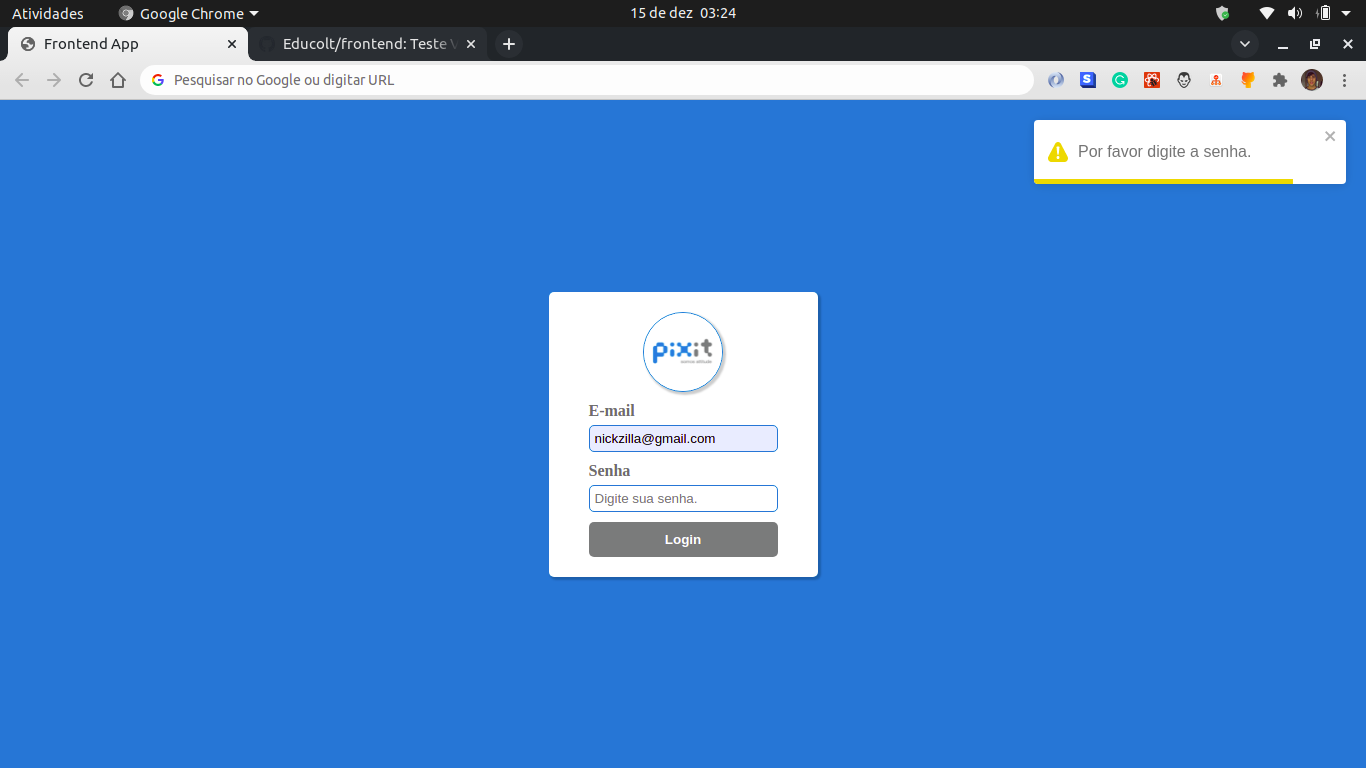 Atividades
Google Chrome
15 de dez 03:24
Frontend App
Educolt/frontend: Teste
Pesquisar no Google ou digitar URL
Por favor digite a senha.
pixit
E-mail
nickzilla@gmail.com
Senha
Digite sua senha.
Login